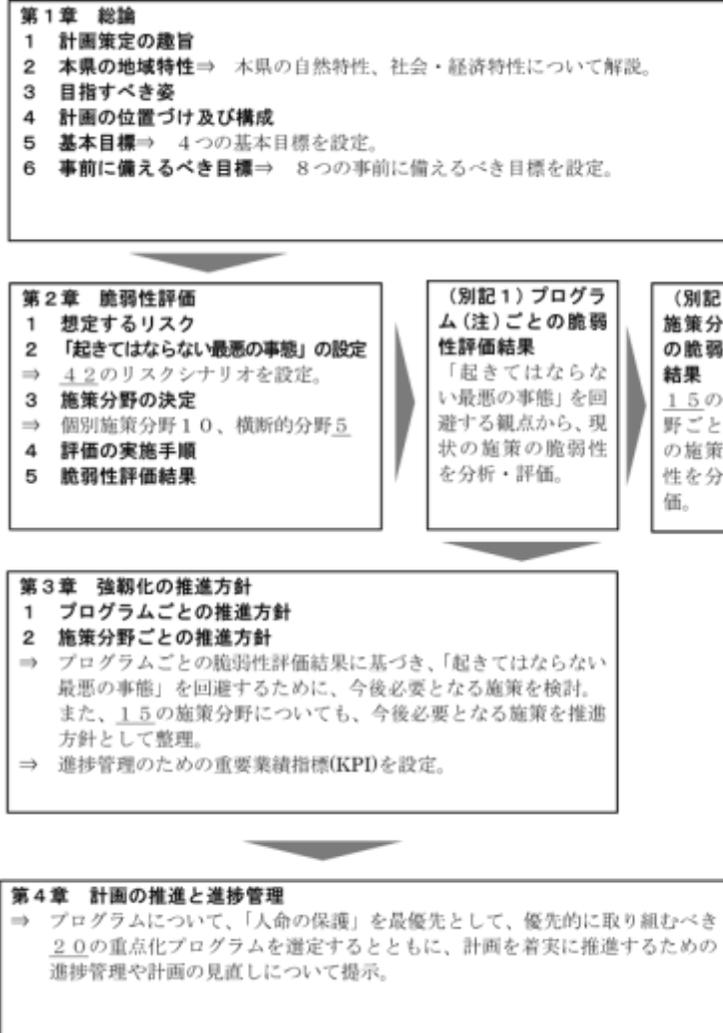 第1章 総論
1 計画策定の趣旨
2 本県の地域特性⇒ 本県の自然特性、社会・経済特性について解説。
3 目指すべき姿
4 計画の位置づけ及び構成
5 基本目標⇒ 4つの基本目標を設定。
6 事前に備えるべき目標⇒ 8つの事前に備えるべき目標を設定。
第2章 脆弱性評価
1 想定するリスク
2 「起きてはならない最悪の事態」の設定
⇒ 42のリスクシナリオを設定。
3 施策分野の決定
⇒ 個別施策分野10、横断的分野5
4 評価の実施手順
5 脆弱性評価結果
(別記1)プログラ
ム(注)ごとの脆弱
性評価結果
「起きてはならな
い最悪の事態」を回
避する観点から、現
状の施策の脆弱性
を分析・評価。
(別記
施策分
の脆弱
結果
15の
野ごと
の施策
性を分
価。
第3章 強靱化の推進方針
1 プログラムごとの推進方針
2 施策分野ごとの推進方針
⇒ プログラムごとの脆弱性評価結果に基づき、「起きてはならない
最悪の事態」を回避するために、今後必要となる施策を検討。
また、15の施策分野についても、今後必要となる施策を推進
方針として整理。
⇒ 進捗管理のための重要業績指標(KPI)を設定。
第4章 計画の推進と進捗管理
⇒ プログラムについて、「人命の保護」を最優先として、優先的に取り組むべき
20の重点化プログラムを選定するとともに、計画を着実に推進するための
進捗管理や計画の見直しについて提示。